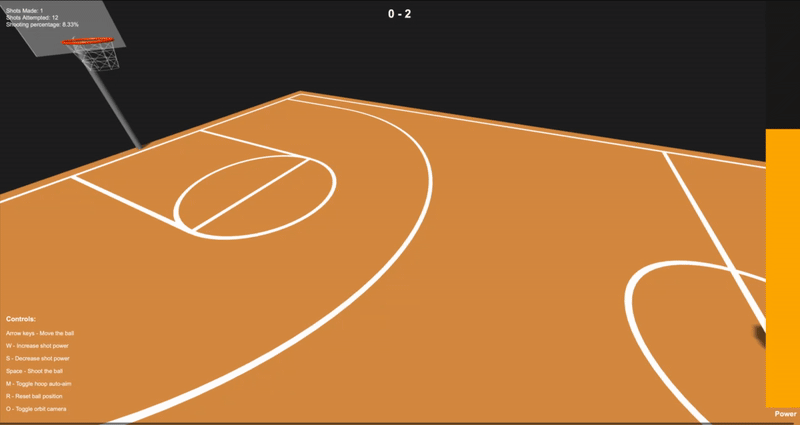 Shots Made: 1
Shots Attempted: 12
Shooting percentage: 8.33%
0 - 2
Controls:
Arrow keys - Move the ball
W - Increase shot power
S - Decrease shot power
Space - Shoot the ball
M - Toggle hoop auto-aim
R - Reset ball position
O - Toggle orbit camera
Power